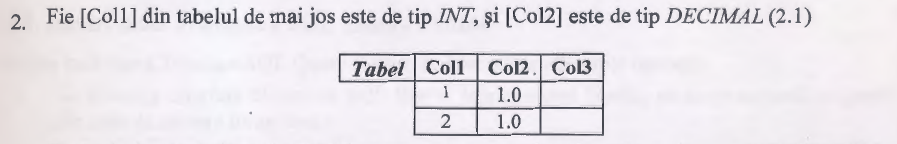 2. Fie [Col1] din tabelul de mai jos este de tip INT, şi [Col2] este de tip DECIMAL (2.1)
Tabel Col1 Col2. Col3
1 1.0
2 1.0